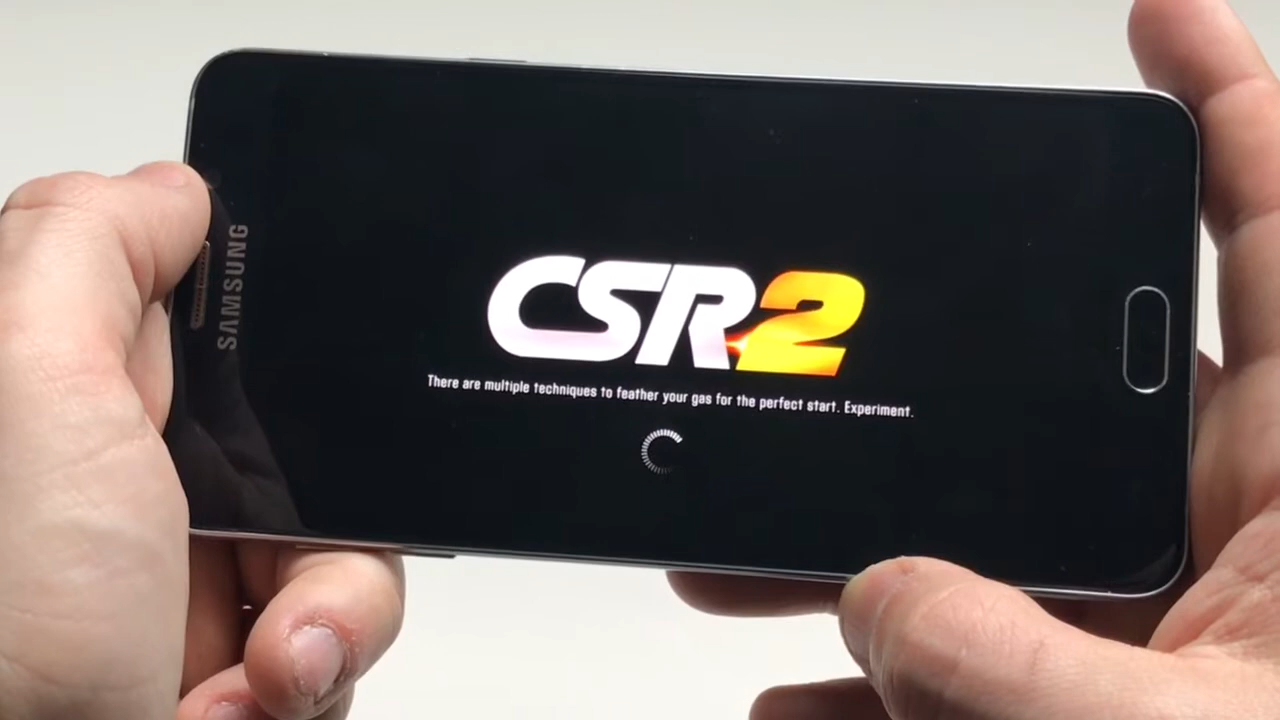 SAMSUNG
CSR2
There are multiple techniques to feather your gas for the perfect start. Experiment.